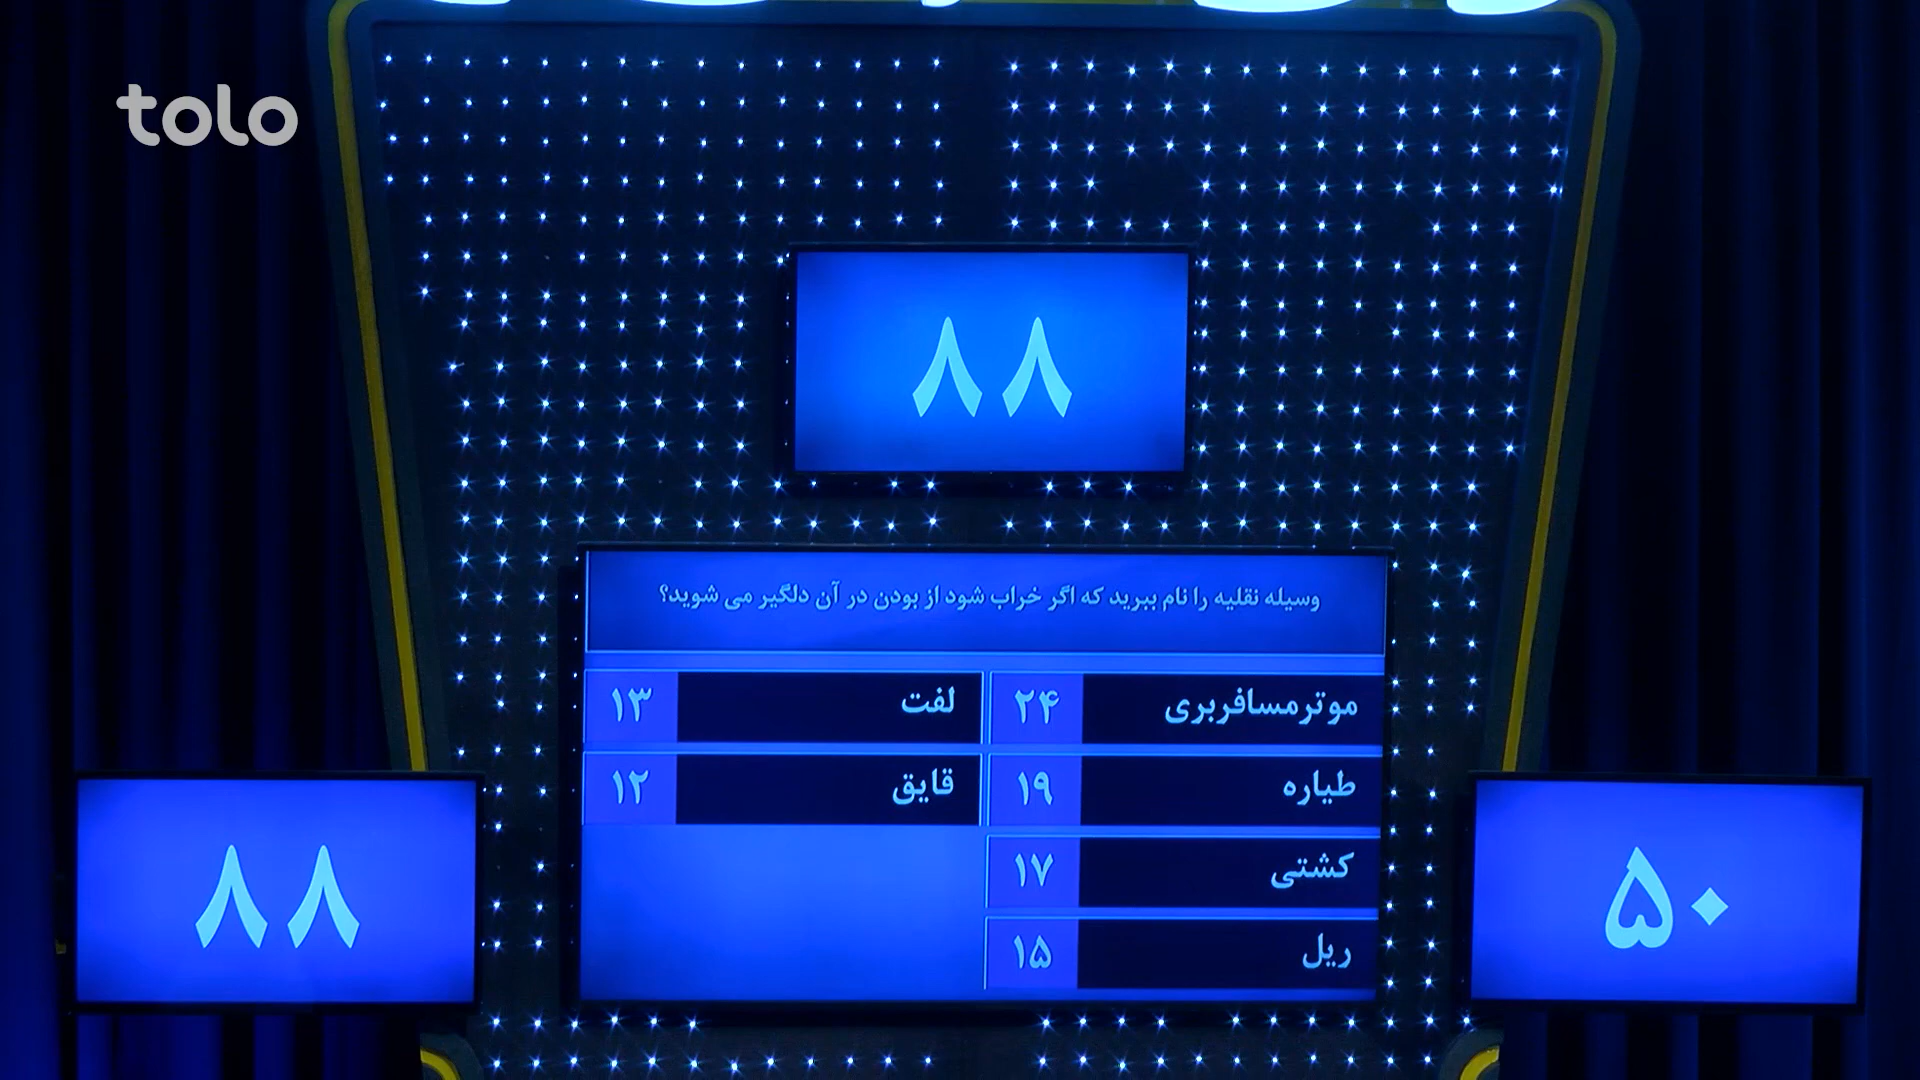 tolo
۸۸
وسیله نقلیه را نام ببرید که اگر خراب شود از بودن در آن دلگیر می شوید؟
موترمسافربری ۲۴
طیاره ۱۹
کشتی ۱۷
ریل ۱۵
لفت ۱۳
قایق ۱۲
۸۸
۵۰